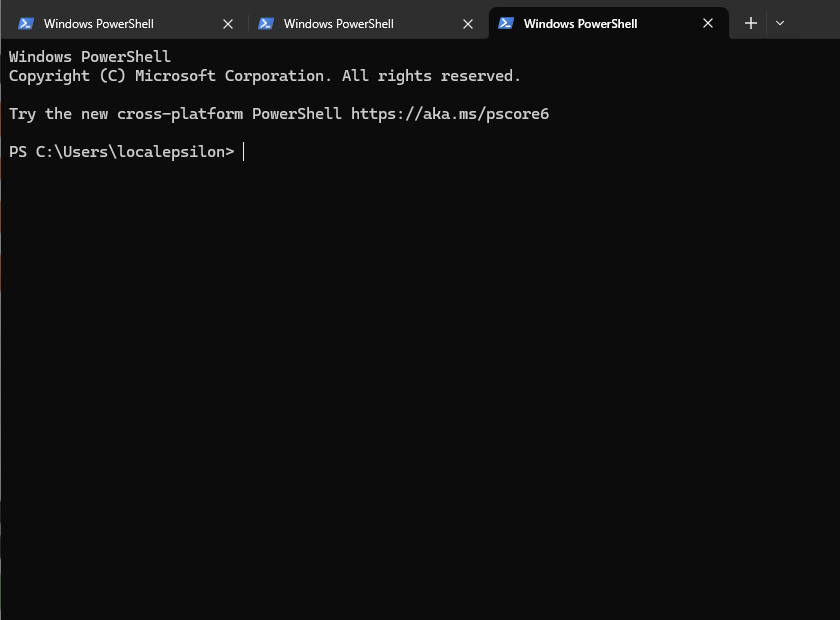 Windows PowerShell
Windows PowerShell
Windows PowerShell
Windows PowerShell
Copyright (C) Microsoft Corporation. All rights reserved.
Try the new cross-platform PowerShell https://aka.ms/pscore6
PS C:\Users\localepsilon>